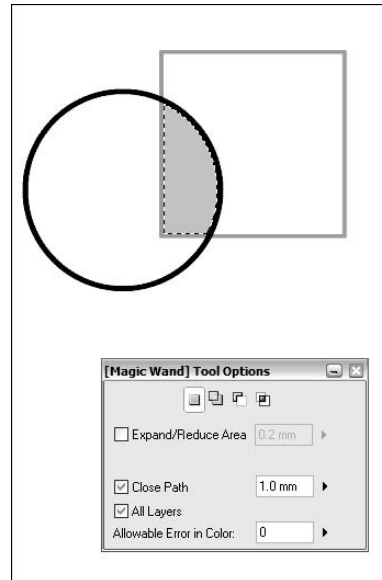 [Magic Wand] Tool Options
Expand/Reduce Area 0.2 mm
Close Path 1.0 mm
All Layers
Allowable Error in Color: 0